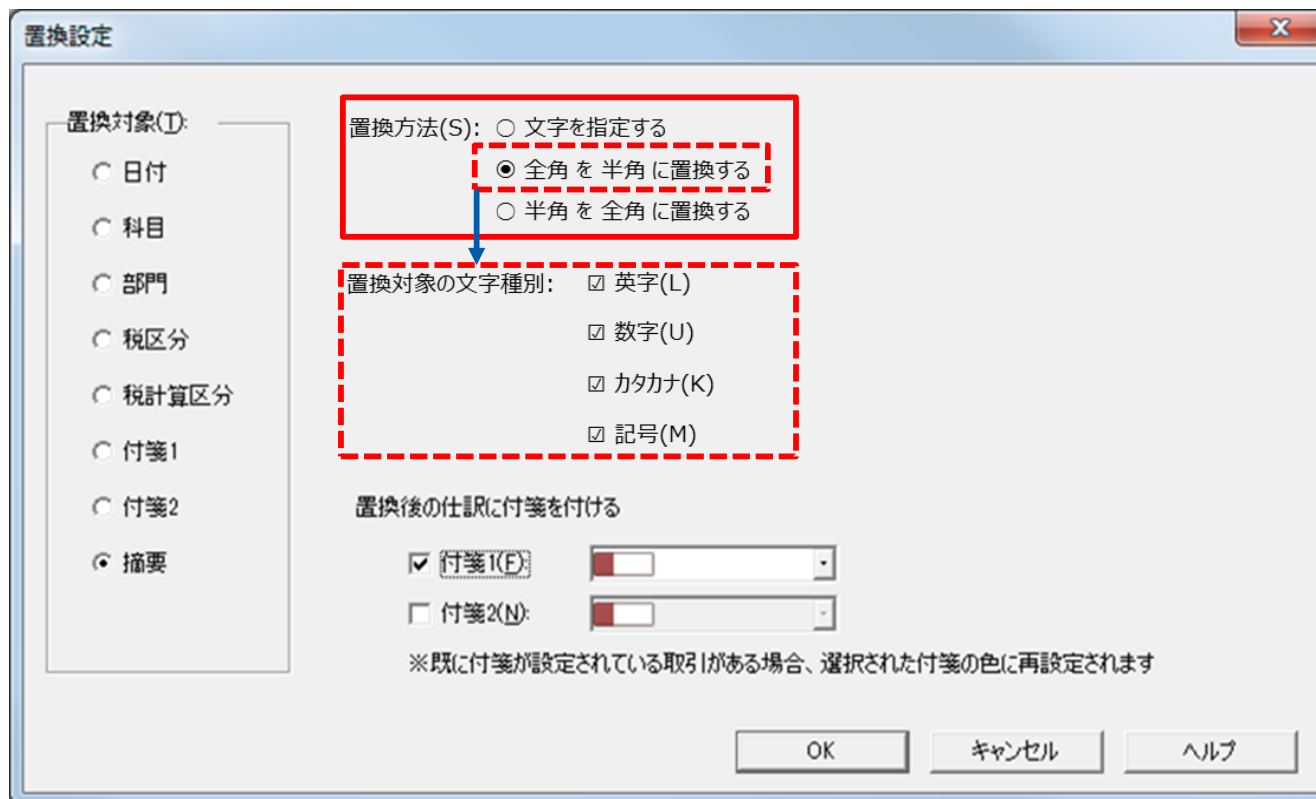 置換設定
置換対象(T):
日付
科目
部門
税区分
税計算区分
付箋1
付箋2
摘要
置換方法(S): 文字を指定する
全角 を 半角 に置換する
半角 を 全角 に置換する
置換対象の文字種別: 英字(L)
数字(U)
カタカナ(K)
記号(M)
置換後の仕訳に付箋を付ける
付箋1(F):
付箋2(N):
※既に付箋が設定されている取引がある場合、選択された付箋の色に再設定されます
OK キャンセル ヘルプ